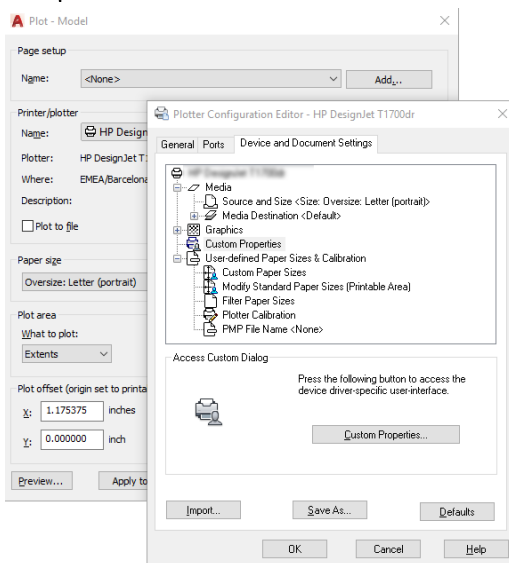 Plot - Model
Page setup
Name:
<None>
Add...
Printer/plotter
Name:
HP Design
Plotter:
HP DesignJet T
Where:
EMEA/Barcelona
Description:
Plot to file
Paper size
Oversize: Letter (portrait)
Plot area
What to plot:
Extents
Plot offset (origin set to printa
X: 1.175375 inches
Y: 0.000000 inch
Preview...
Apply to
Plotter Configuration Editor - HP DesignJet T1700dr
General Ports Device and Document Settings
Media
Source and Size <Size: Oversize: Letter (portrait)>
Media Destination <Default>
Graphics
Custom Properties
User-defined Paper Sizes & Calibration
Custom Paper Sizes
Modify Standard Paper Sizes (Printable Area)
Filter Paper Sizes
Plotter Calibration
PMP File Name <None>
Access Custom Dialog
Press the following button to access the
device driver-specific user-interface.
Custom Properties...
Import...
Save As...
Defaults
OK
Cancel
Help